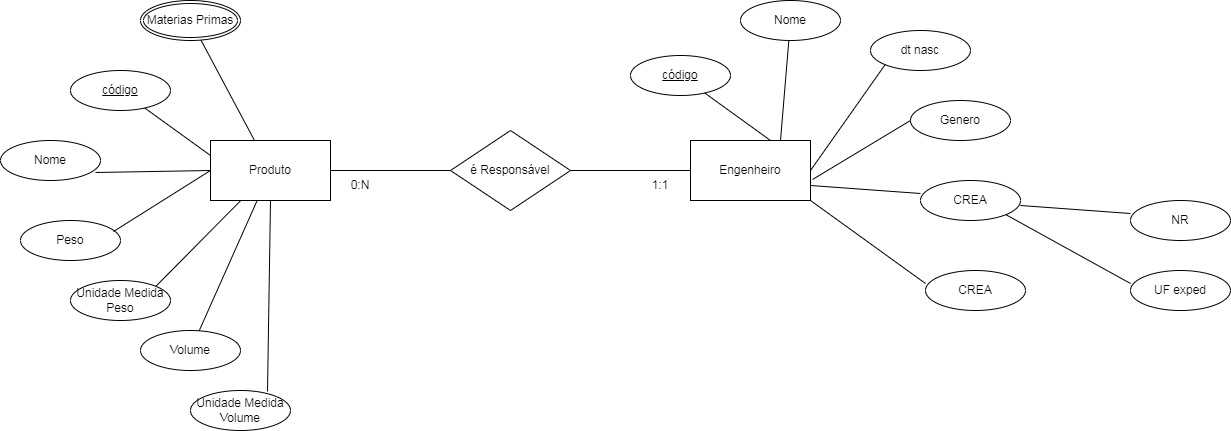 Materias Primas
código
Nome
Peso
Unidade Medida
Peso
Volume
Unidade Medida
Volume
Produto
0:N
é Responsável
1:1
Engenheiro
código
Nome
dt nasc
Genero
CREA
NR
UF exped
CREA